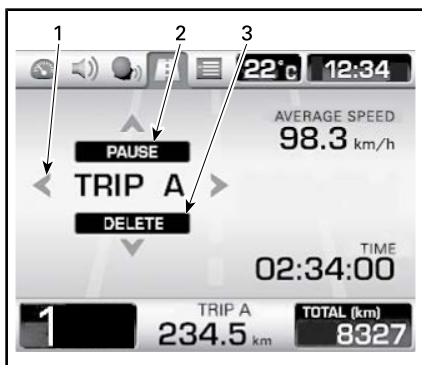 1 2 3
22°C 12:34
AVERAGE SPEED
98.3 km/h
PAUSE
TRIP A
DELETE
TIME
02:34:00
1
TRIP A
234.5 km
TOTAL (km)
8327